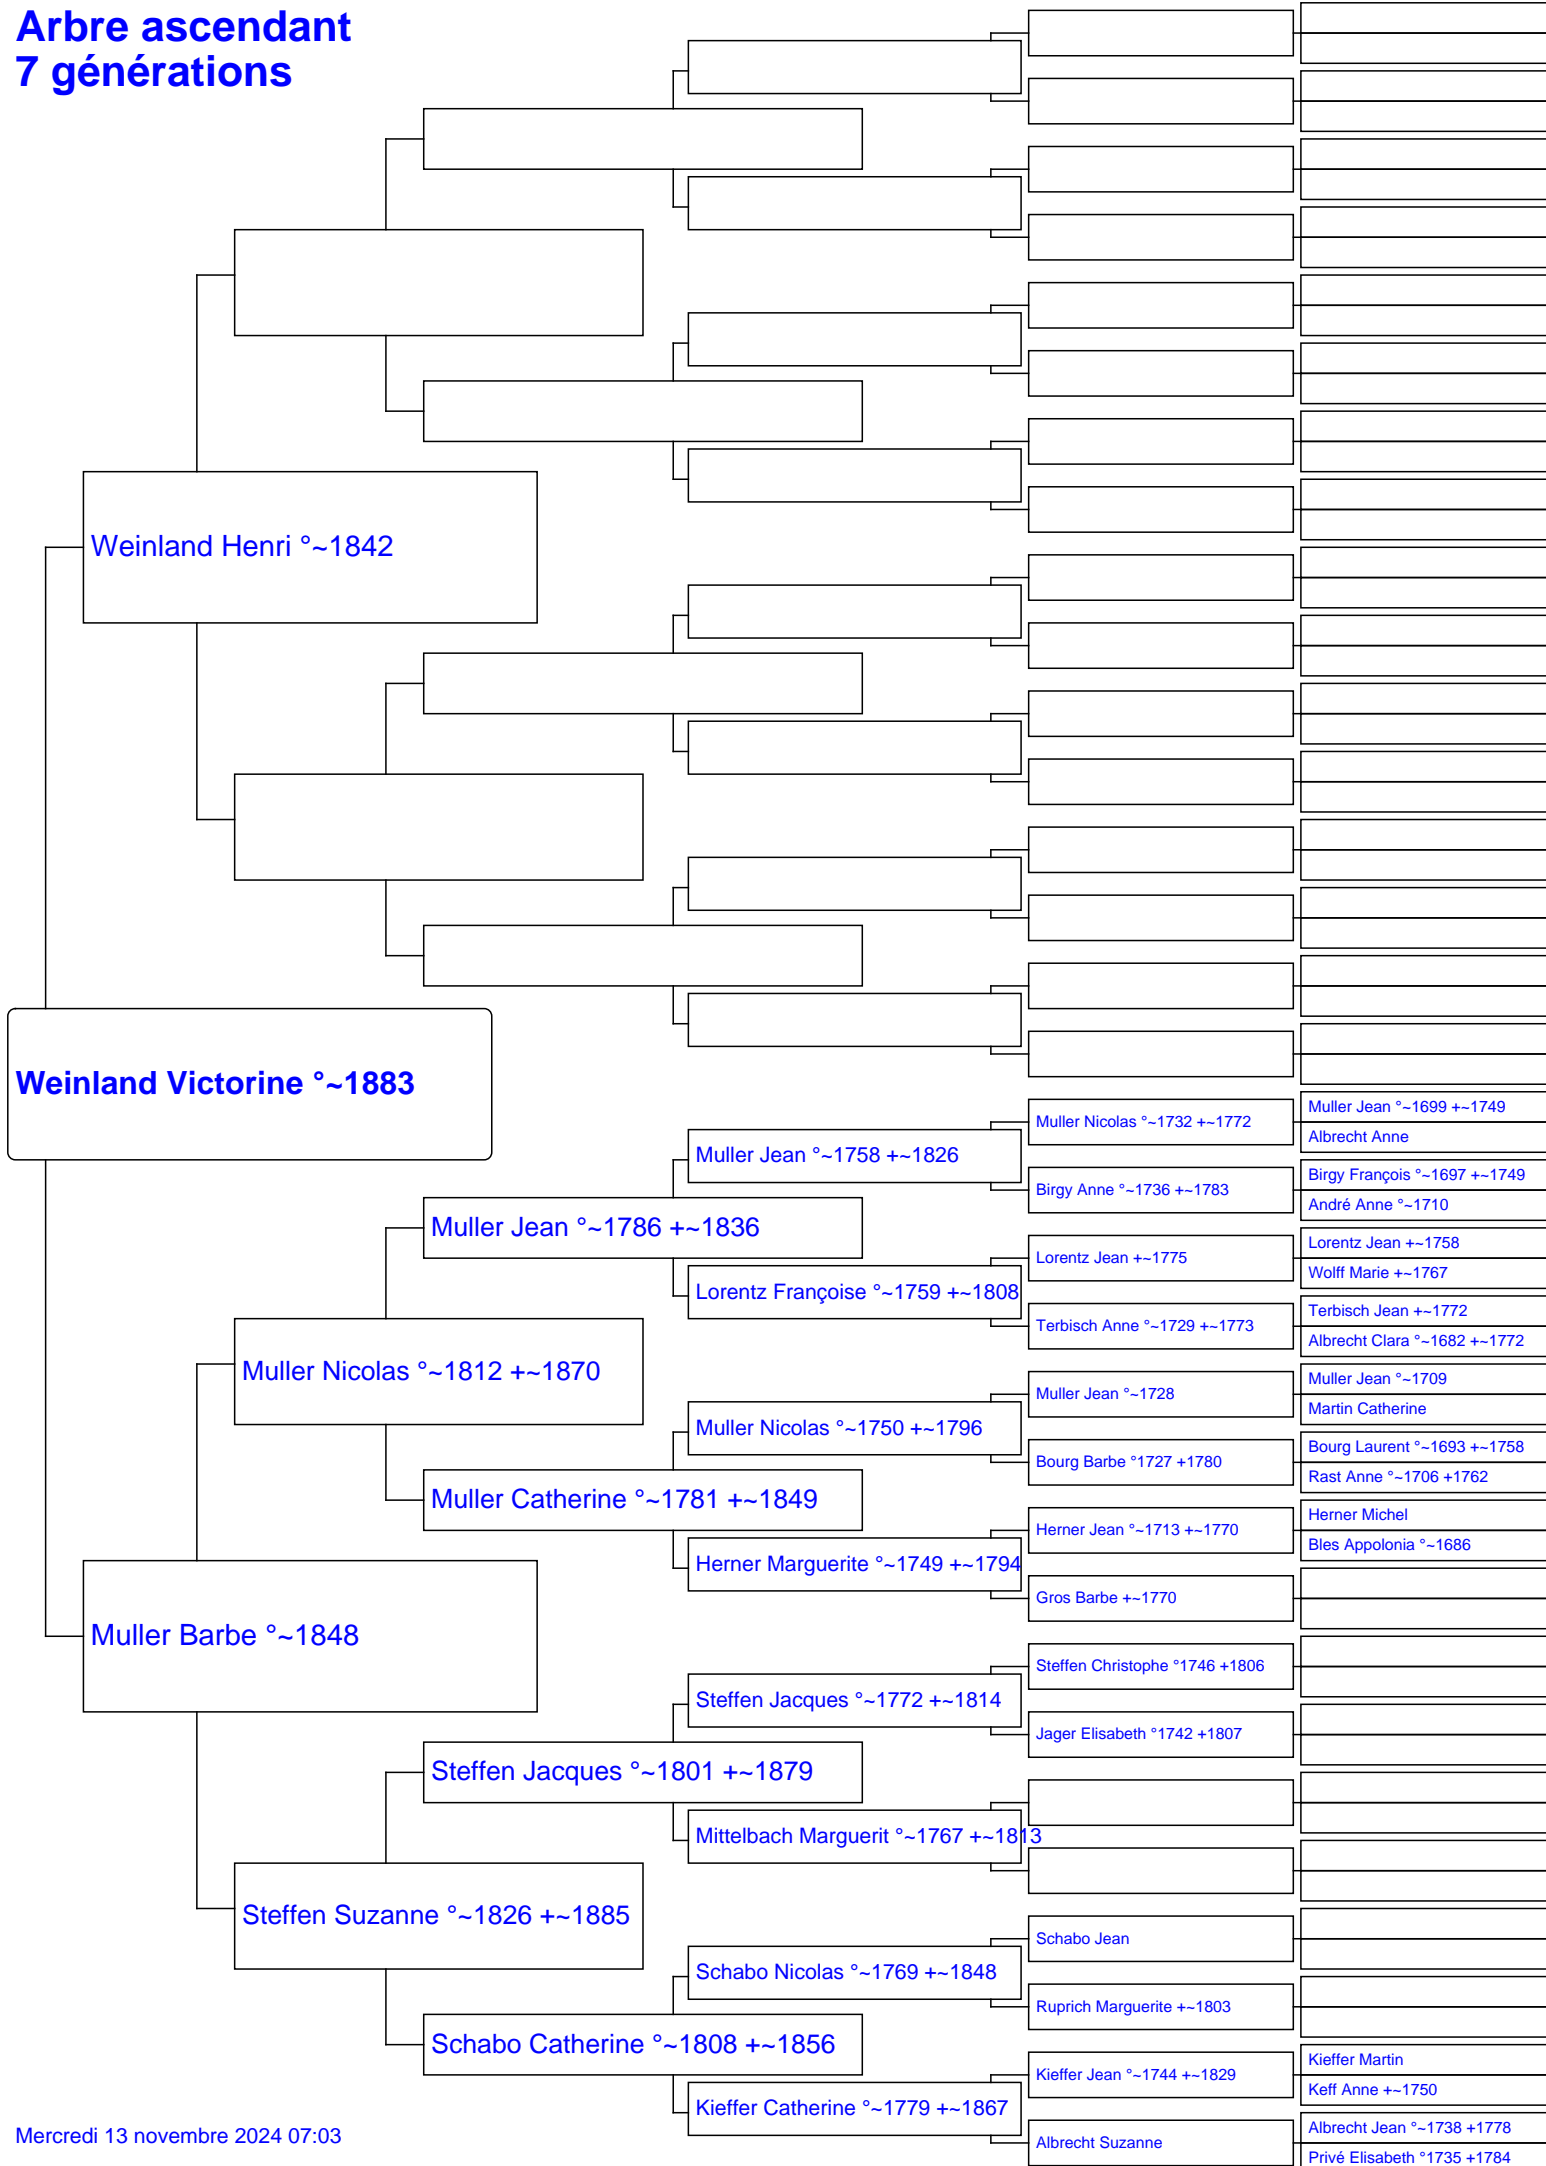 Arbre ascendant
7 générations
Weinland Henri °~1842
Weinland Victorine °~1883
Muller Jean °~1699 +~1749
Muller Nicolas °~1732 +~1772
Albrecht Anne
Muller Jean °~1758 +~1826
Birgy François °~1697 +~1749
Birgy Anne °~1736 +~1783
André Anne °~1710
Muller Jean °~1786 +~1836
Lorentz Jean +~1758
Lorentz Jean +~1775
Wolff Marie +~1767
Lorentz Françoise °~1759 +~1808
Terbisch Jean +~1772
Terbisch Anne °~1729 +~1773
Albrecht Clara °~1682 +~1772
Muller Nicolas °~1812 +~1870
Muller Jean °~1709
Muller Jean °~1728
Martin Catherine
Muller Nicolas °~1750 +~1796
Bourg Laurent °~1693 +~1758
Bourg Barbe °1727 +1780
Rast Anne °~1706 +1762
Muller Catherine °~1781 +~1849
Herner Michel
Herner Jean °~1713 +~1770
Bles Appolonia °~1686
Herner Marguerite °~1749 +~1794
Gros Barbe +~1770
Muller Barbe °~1848
Steffen Christophe °1746 +1806
Steffen Jacques °~1772 +~1814
Jager Elisabeth °1742 +1807
Steffen Jacques °~1801 +~1879
Mittelbach Marguerit °~1767 +~1813
Steffen Suzanne °~1826 +~1885
Schabo Jean
Schabo Nicolas °~1769 +~1848
Ruprich Marguerite +~1803
Schabo Catherine °~1808 +~1856
Kieffer Martin
Kieffer Jean °~1744 +~1829
Keff Anne +~1750
Kieffer Catherine °~1779 +~1867
Albrecht Jean °~1738 +1778
Albrecht Suzanne
Privé Elisabeth °1735 +1784
Mercredi 13 novembre 2024 07:03